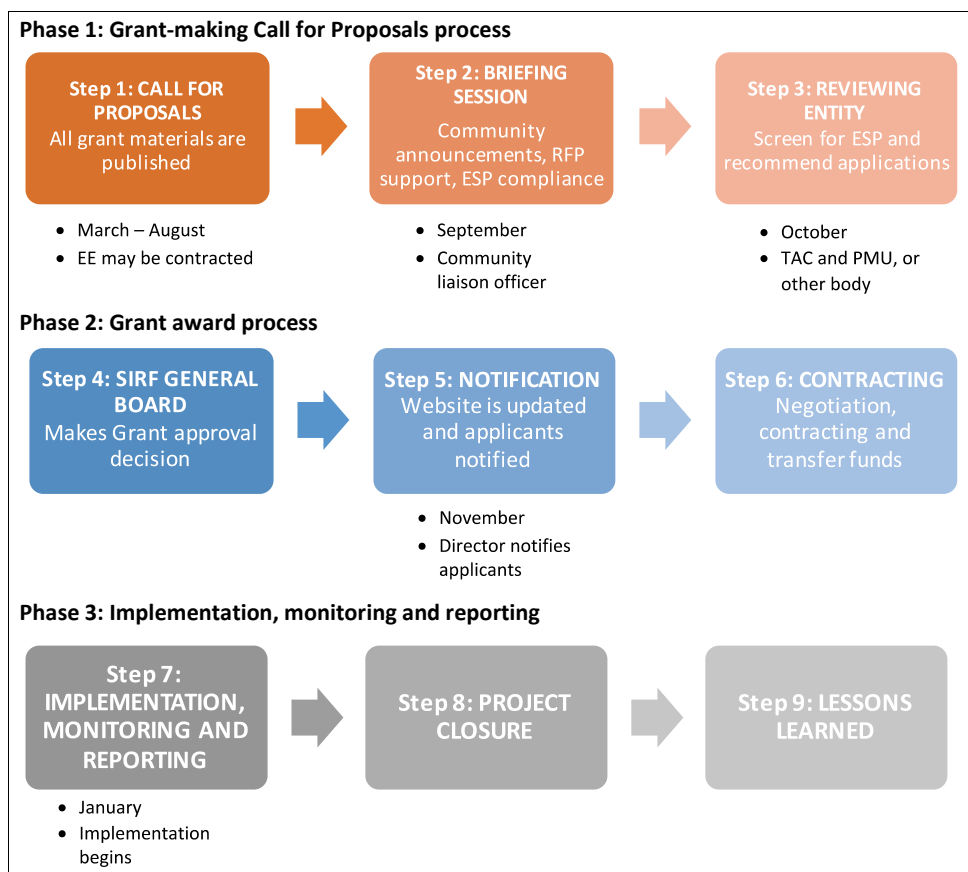 Phase 1: Grant-making Call for Proposals process
Step 1: CALL FOR
PROPOSALS
All grant materials are
published
• March – August
• EE may be contracted
Step 2: BRIEFING
SESSION
Community
announcements, RFP
support, ESP compliance
• September
• Community
liaison officer
Step 3: REVIEWING
ENTITY
Screen for ESP and
recommend applications
• October
• TAC and PMU, or
other body
Phase 2: Grant award process
Step 4: SIRF GENERAL
BOARD
Makes Grant approval
decision
Step 5: NOTIFICATION
Website is updated
and applicants
notified
• November
• Director notifies
applicants
Step 6: CONTRACTING
Negotiation,
contracting and
transfer funds
Phase 3: Implementation, monitoring and reporting
Step 7:
IMPLEMENTATION,
MONITORING AND
REPORTING
• January
• Implementation
begins
Step 8: PROJECT
CLOSURE
Step 9: LESSONS
LEARNED